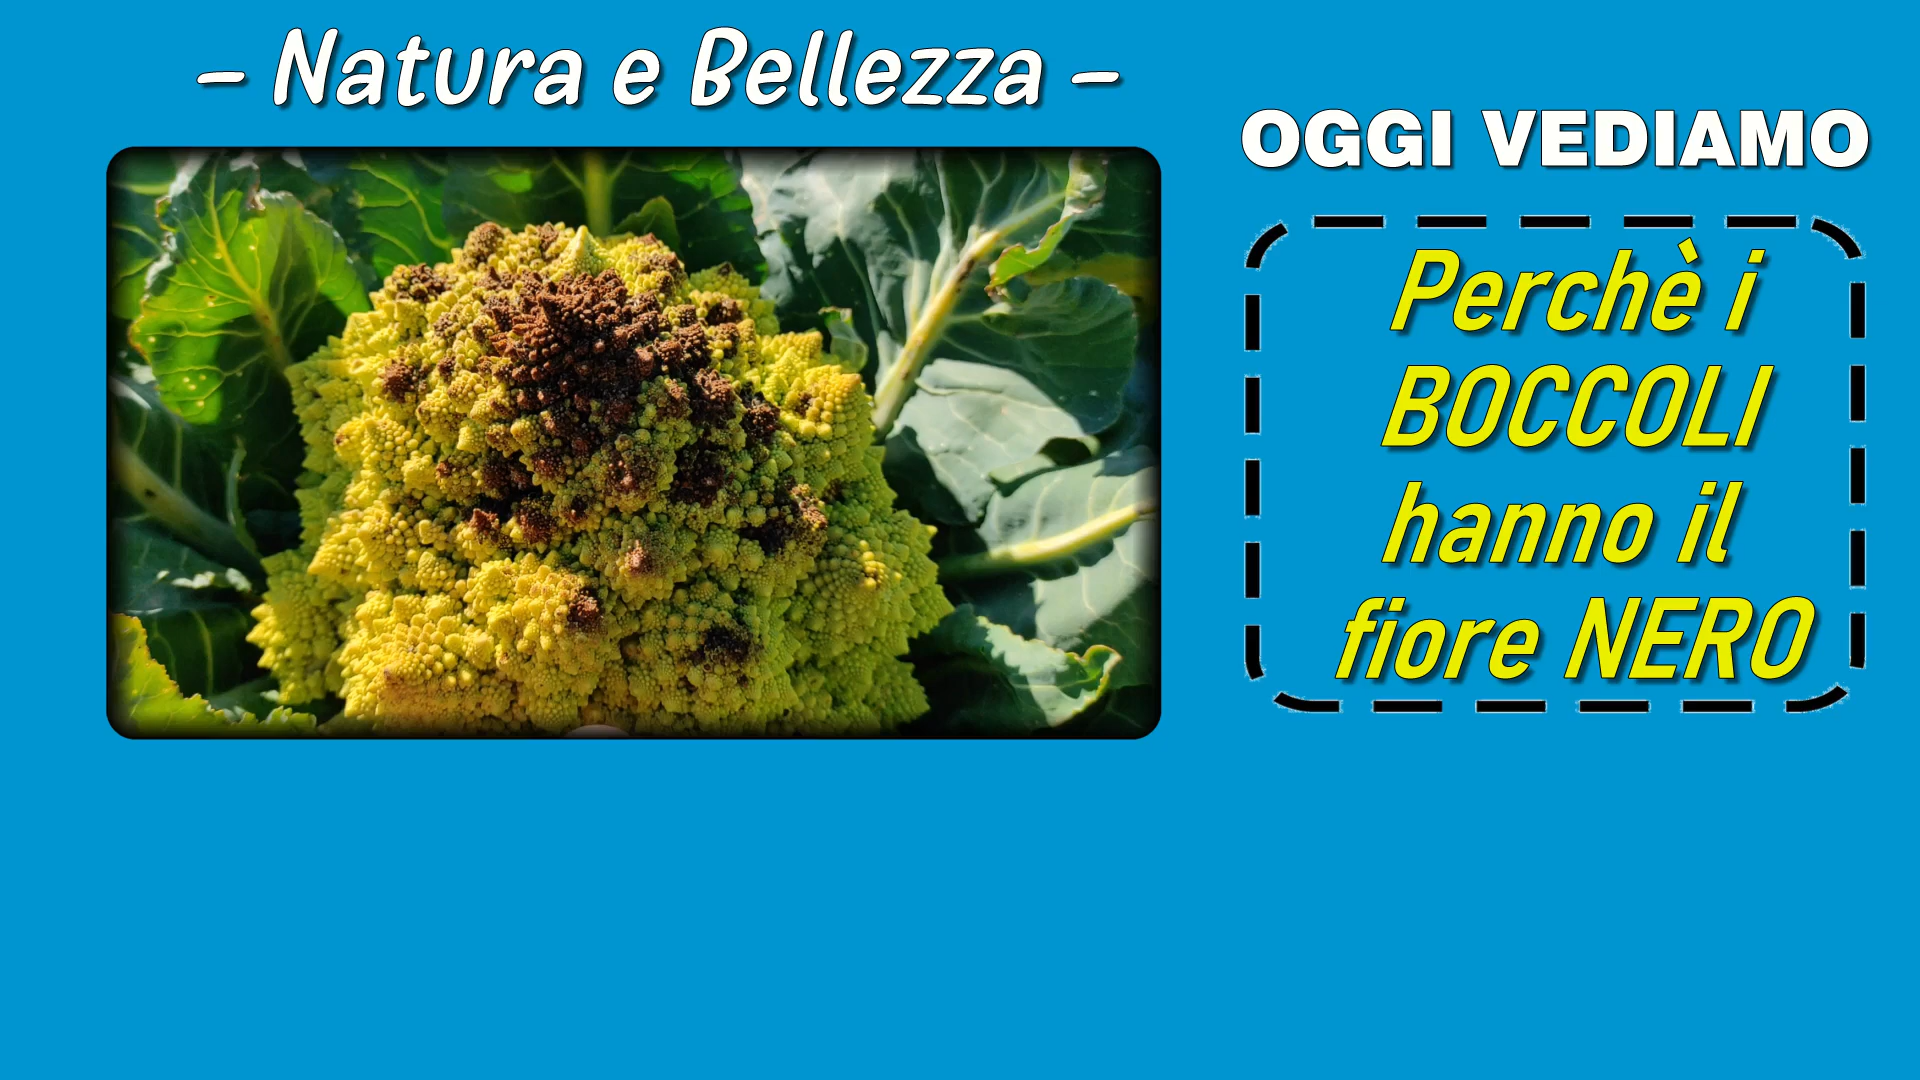 – Natura e Bellezza –
OGGI VEDIAMO
Perchè i
BOCCOLI
hanno il
fiore NERO